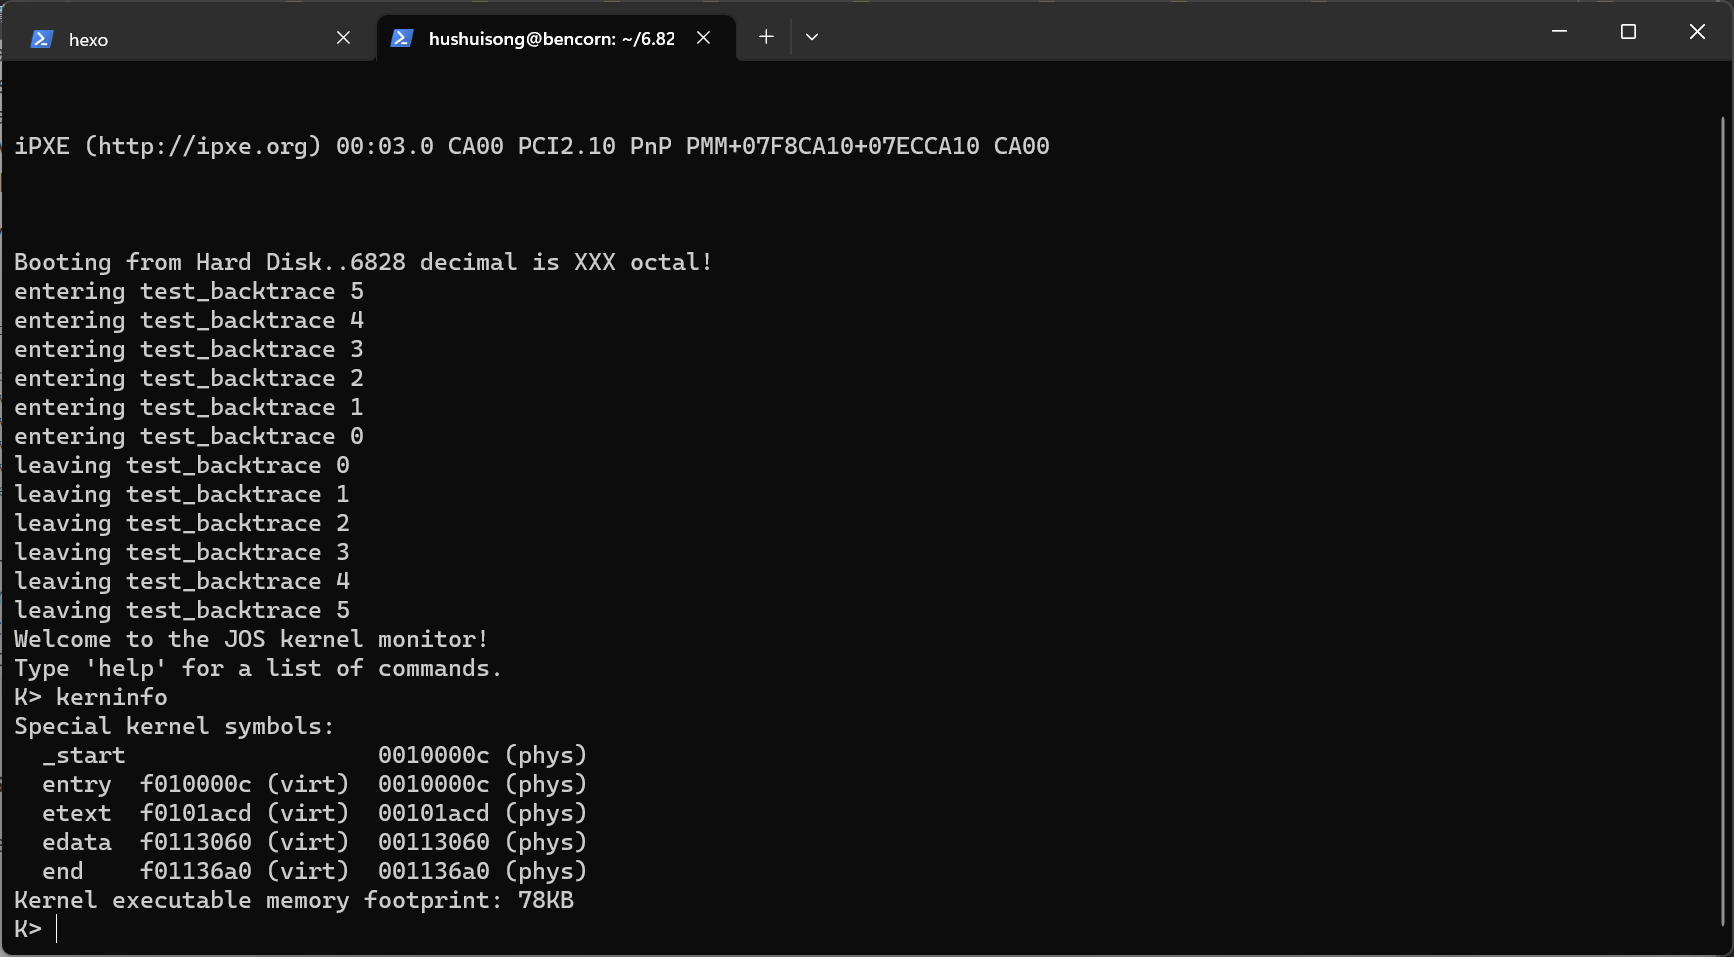 hexo
hushuisong@bencorn: ~/6.82
iPXE (http://ipxe.org) 00:03.0 CA00 PCI2.10 PnP PMM+07F8CA10+07ECCA10 CA00
Booting from Hard Disk..6828 decimal is XXX octal!
entering test_backtrace 5
entering test_backtrace 4
entering test_backtrace 3
entering test_backtrace 2
entering test_backtrace 1
entering test_backtrace 0
leaving test_backtrace 0
leaving test_backtrace 1
leaving test_backtrace 2
leaving test_backtrace 3
leaving test_backtrace 4
leaving test_backtrace 5
Welcome to the JOS kernel monitor!
Type 'help' for a list of commands.
K> kerninfo
Special kernel symbols:
  _start                  0010000c (phys)
  entry  f010000c (virt)  0010000c (phys)
  etext  f0101acd (virt)  00101acd (phys)
  edata  f0113060 (virt)  00113060 (phys)
  end    f01136a0 (virt)  001136a0 (phys)
Kernel executable memory footprint: 78KB
K>